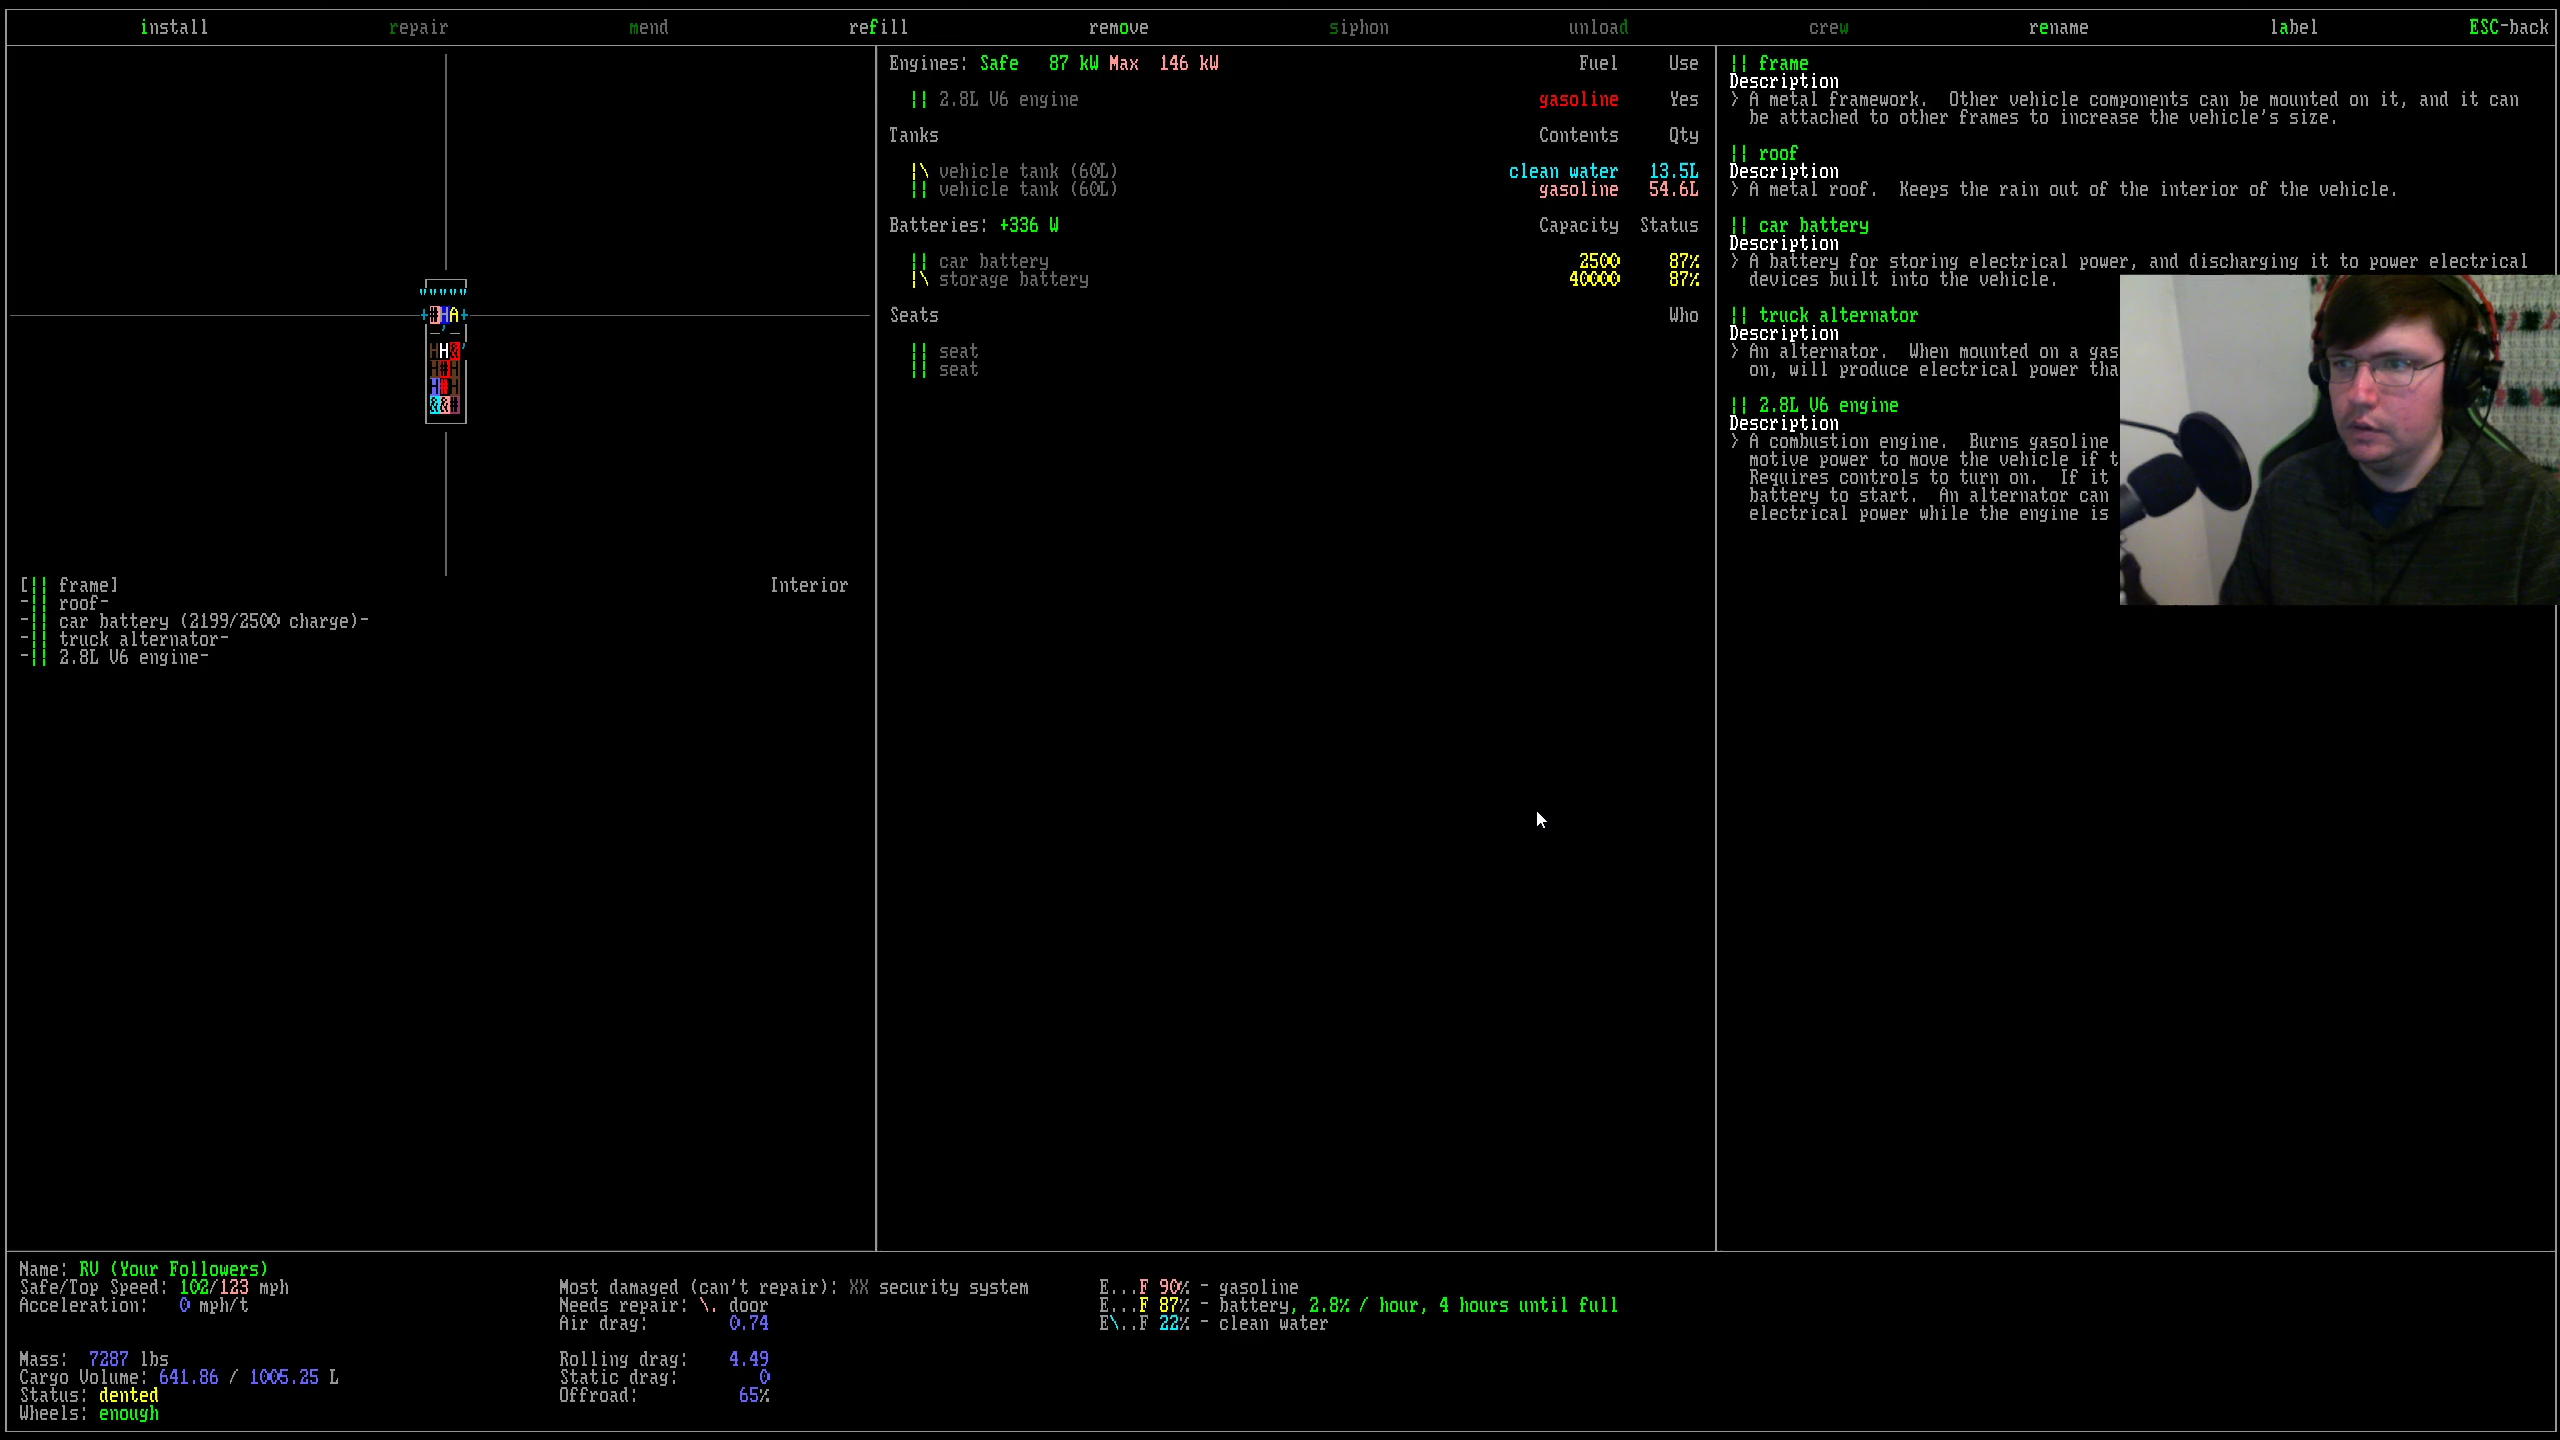 install repair mend refill remove siphon unload crew rename label ESC-back
Engines: Safe 87 kW Max 146 kW Fuel Use
|| 2.8L V6 engine gasoline Yes
Tanks Contents Qty
|\ vehicle tank (60L) clean water 13.5L
|| vehicle tank (60L) gasoline 54.6L
Batteries: +336 W Capacity Status
|| car battery 2500 87%
|\ storage battery 40000 87%
Seats Who
|| seat
|| seat
|| frame
Description
> A metal framework. Other vehicle components can be mounted on it, and it can
be attached to other frames to increase the vehicle's size.
|| roof
Description
> A metal roof. Keeps the rain out of the interior of the vehicle.
|| car battery
Description
> A battery for storing electrical power, and discharging it to power electrical
devices built into the vehicle.
|| truck alternator
Description
> An alternator. When mounted on a gas
on, will produce electrical power tha
|| 2.8L V6 engine
Description
> A combustion engine. Burns gasoline
motive power to move the vehicle if t
Requires controls to turn on. If it
battery to start. An alternator can
electrical power while the engine is
[|| frame] Interior
-|| roof-
-|| car battery (2199/2500 charge)-
-|| truck alternator-
-|| 2.8L V6 engine-
Name: RV (Your Followers)
Safe/Top Speed: 102/123 mph
Acceleration: 0 mph/t
Mass: 7287 lbs
Cargo Volume: 641.86 / 1005.25 L
Status: dented
Wheels: enough
Most damaged (can't repair): XX security system
Needs repair: \. door
Air drag: 0.74
Rolling drag: 4.49
Static drag: 0
Offroad: 65%
E...F 90% - gasoline
E...F 87% - battery, 2.8% / hour, 4 hours until full
E\..F 22% - clean water